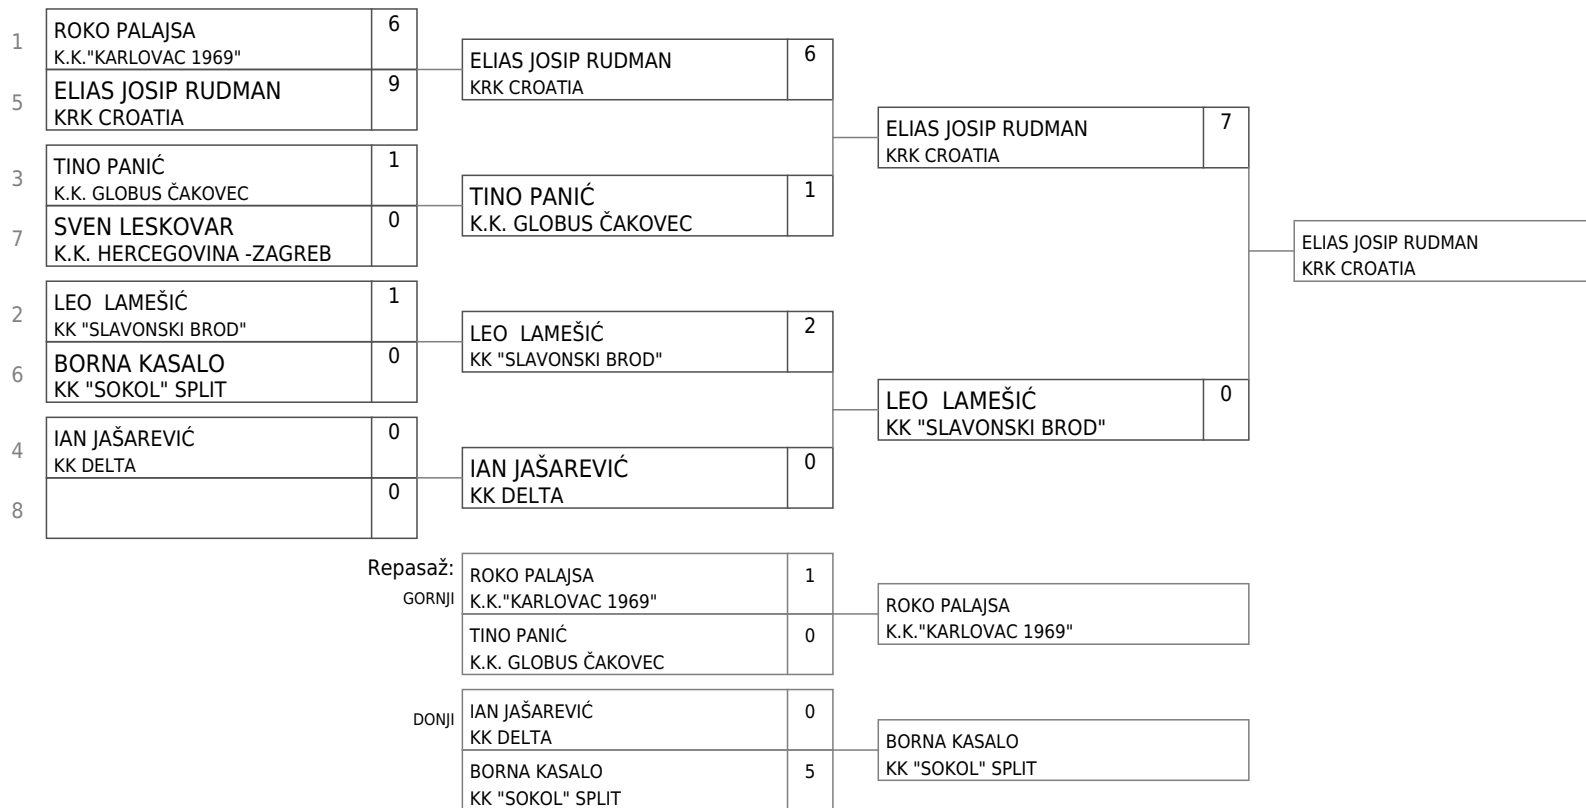 1
ROKO PALAJSA
K.K."KARLOVAC 1969"
6
5
ELIAS JOSIP RUDMAN
KRK CROATIA
9
3
TINO PANIĆ
K.K. GLOBUS ČAKOVEC
1
7
SVEN LESKOVAR
K.K. HERCEGOVINA -ZAGREB
0
2
LEO  LAMEŠIĆ
KK "SLAVONSKI BROD"
1
6
BORNA KASALO
KK "SOKOL" SPLIT
0
4
IAN JAŠAREVIĆ
KK DELTA
0
8
0
ELIAS JOSIP RUDMAN
KRK CROATIA
6
TINO PANIĆ
K.K. GLOBUS ČAKOVEC
1
LEO  LAMEŠIĆ
KK "SLAVONSKI BROD"
2
IAN JAŠAREVIĆ
KK DELTA
0
ELIAS JOSIP RUDMAN
KRK CROATIA
7
LEO  LAMEŠIĆ
KK "SLAVONSKI BROD"
0
ELIAS JOSIP RUDMAN
KRK CROATIA
Repasaž:
GORNJI
ROKO PALAJSA
K.K."KARLOVAC 1969"
1
TINO PANIĆ
K.K. GLOBUS ČAKOVEC
0
ROKO PALAJSA
K.K."KARLOVAC 1969"
DONJI
IAN JAŠAREVIĆ
KK DELTA
0
BORNA KASALO
KK "SOKOL" SPLIT
5
BORNA KASALO
KK "SOKOL" SPLIT